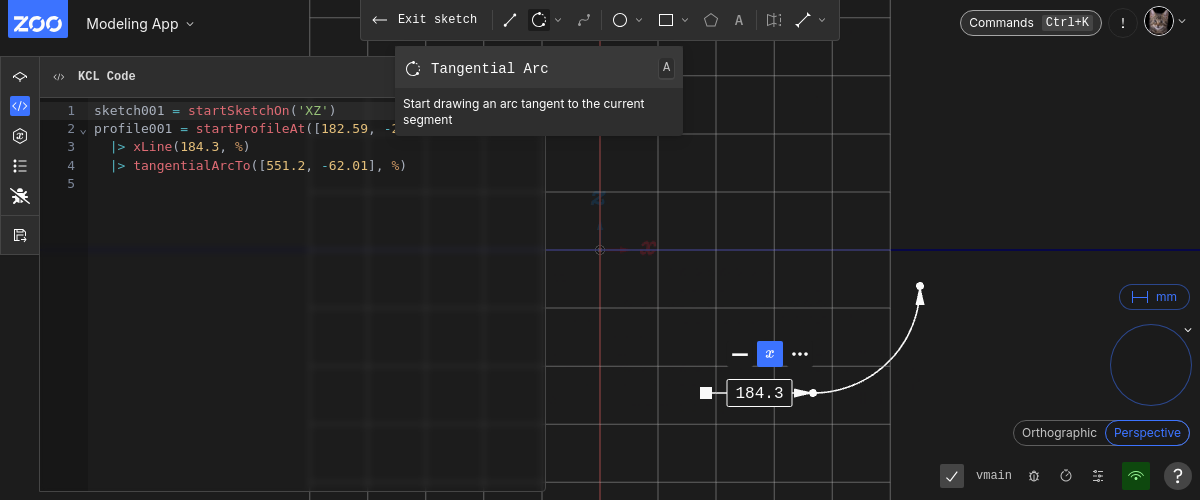 ZOO
Modeling App
Exit sketch
A
Commands
Ctrl+K
!
Tangential Arc
A
Start drawing an arc tangent to the current
segment
KCL Code
1 sketch001 = startSketchOn('XZ')
2 profile001 = startProfileAt([182.59, -2
3 |> xLine(184.3, %)
4 |> tangentialArcTo([551.2, -62.01], %)
5
z
x
mm
x
184.3
Orthographic
Perspective
vmain
?